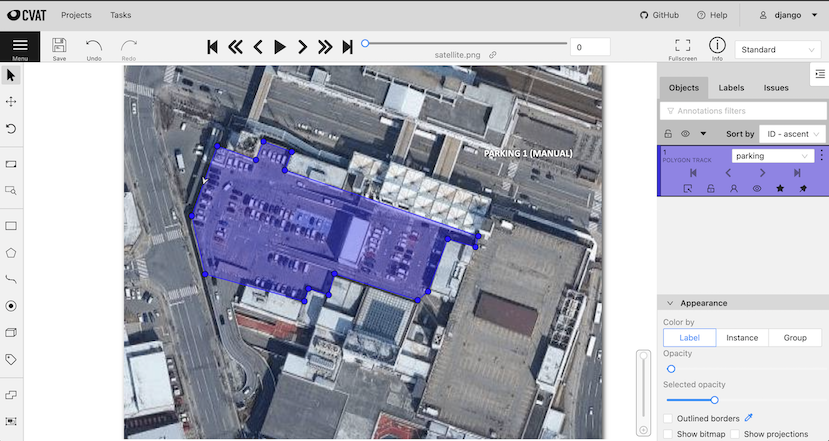 CVAT Projects Tasks GitHub Help django
Menu Save Undo Redo satellite.png 0 Fullscreen Info Standard
Objects Labels Issues
Annotations filters
Sort by ID - ascent
1 parking
POLYGON TRACK
PARKING 1 (MANUAL)
Appearance
Color by
Label Instance Group
Opacity
Selected opacity
Outlined borders
Show bitmap Show projections